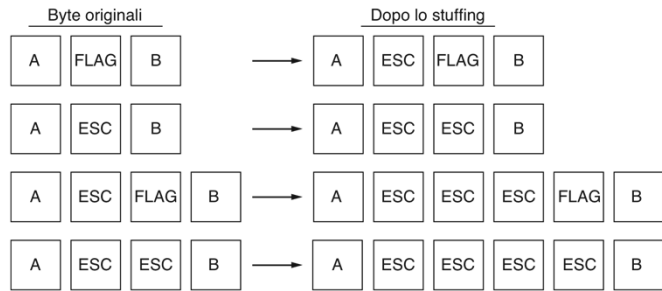 Byte originali Dopo lo stuffing
A FLAG B A ESC FLAG B
A ESC B A ESC ESC B
A ESC FLAG B A ESC ESC ESC FLAG B
A ESC ESC B A ESC ESC ESC ESC B